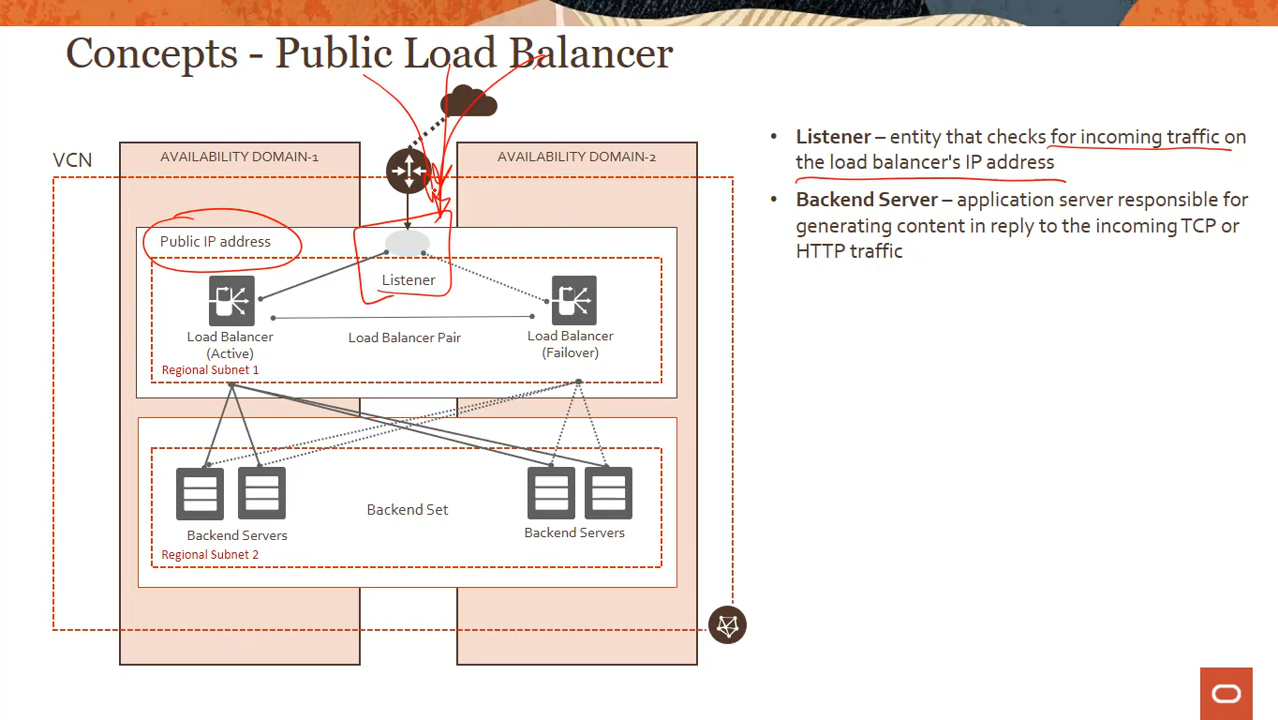 Concepts - Public Load Balancer
VCN
AVAILABILITY DOMAIN-1
AVAILABILITY DOMAIN-2
Public IP address
Listener
Load Balancer
(Active)
Load Balancer Pair
Load Balancer
(Failover)
Regional Subnet 1
Backend Servers
Backend Set
Backend Servers
Regional Subnet 2
• Listener – entity that checks for incoming traffic on
the load balancer's IP address
• Backend Server – application server responsible for
generating content in reply to the incoming TCP or
HTTP traffic